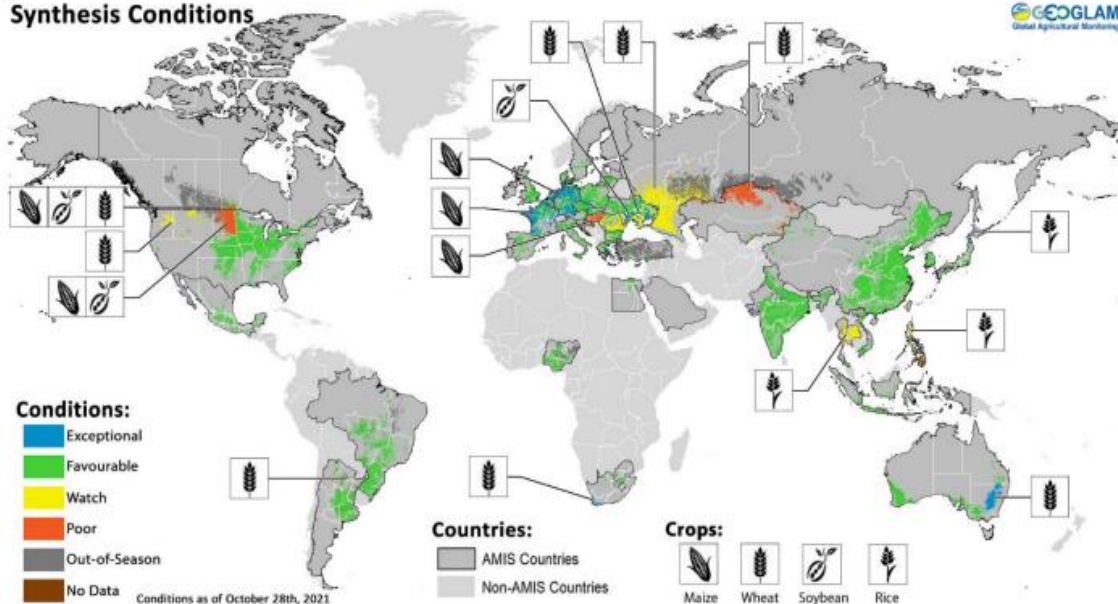 Synthesis Conditions
GEOGLAM
Global Agricultural Monitoring
Conditions:
Exceptional
Favourable
Watch
Poor
Out-of-Season
No Data
Conditions as of October 28th, 2021
Countries:
AMIS Countries
Non-AMIS Countries
Crops:
Maize Wheat Soybean Rice